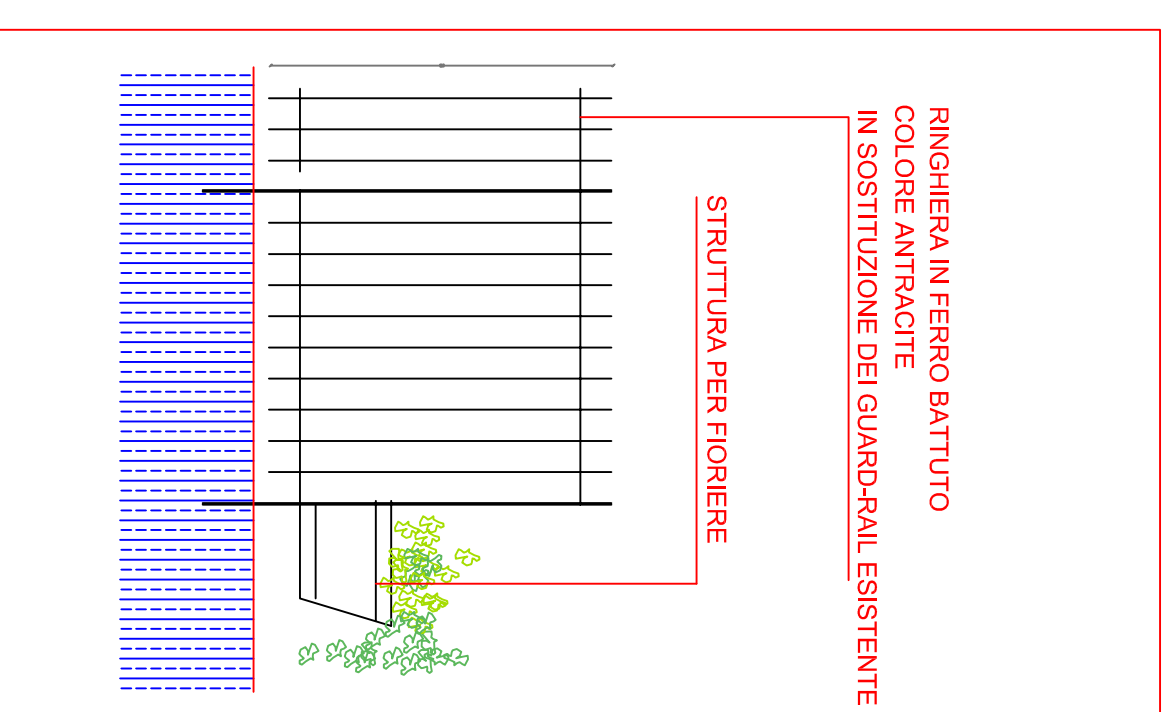 RINGHIERA IN FERRO BATTUTO
COLORE ANTRACITE
IN SOSTITUZIONE DEI GUARD-RAIL ESISTENTE
STRUTTURA PER FIORIERE